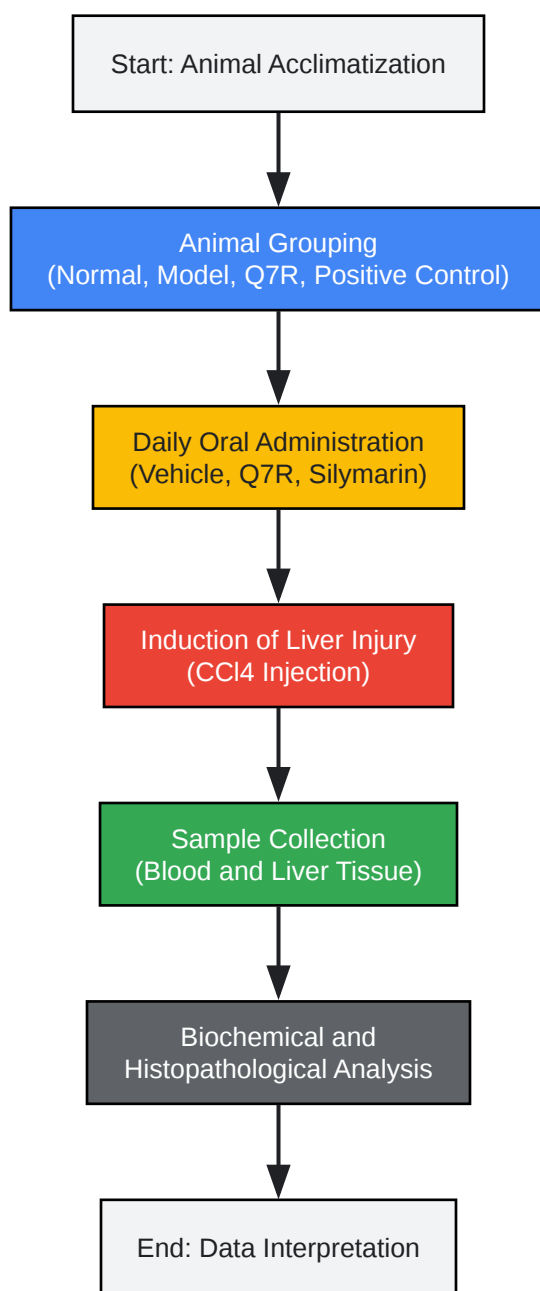 Start: Animal Acclimatization
Animal Grouping
(Normal, Model, Q7R, Positive Control)
Daily Oral Administration
(Vehicle, Q7R, Silymarin)
Induction of Liver Injury
(CCl4 Injection)
Sample Collection
(Blood and Liver Tissue)
Biochemical and
Histopathological Analysis
End: Data Interpretation